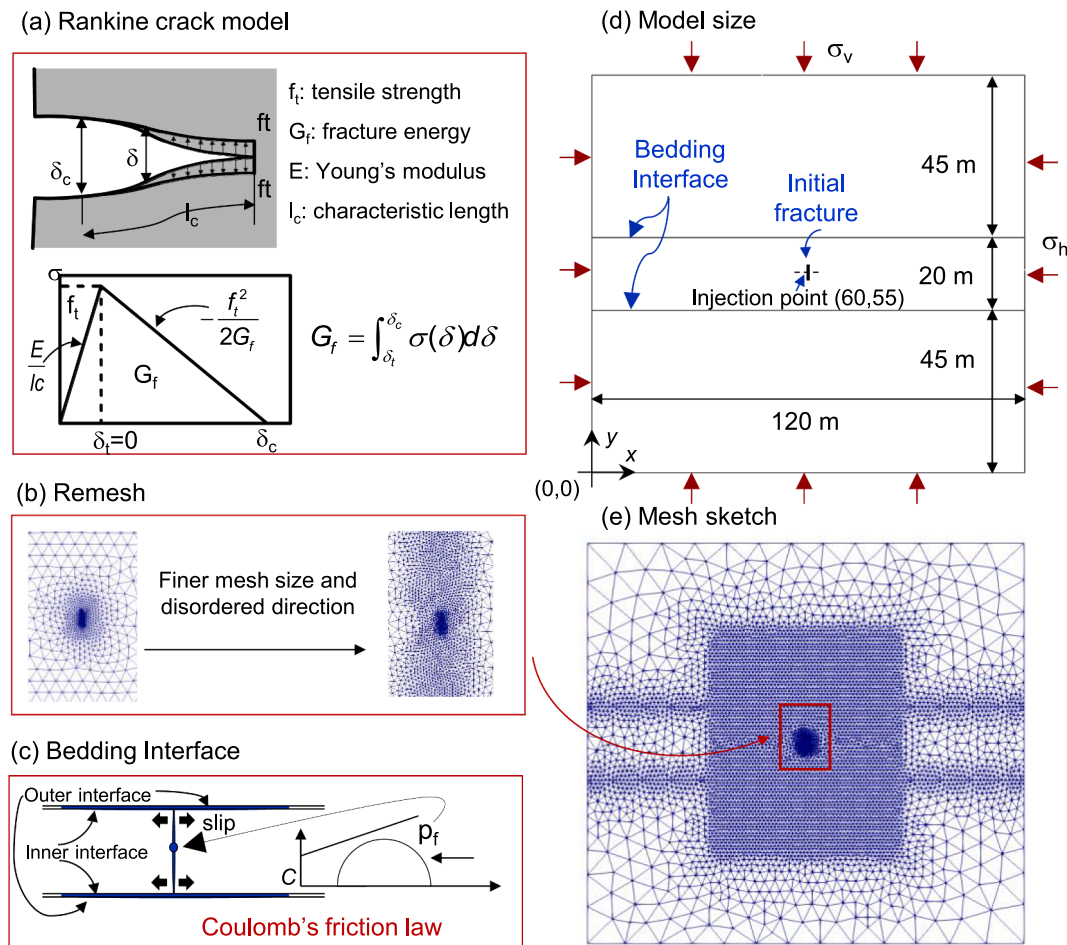 (a) Rankine crack model
δc
δ
ft
ft
lc
ft: tensile strength
Gf: fracture energy
E: Young's modulus
lc: characteristic length
σ
ft
E/lc
Gf
-ft²/2Gf
δt=0
δc
Gf = ∫δt^δc σ(δ)dδ
(b) Remesh
Finer mesh size and
disordered direction
(c) Bedding Interface
Outer interface
slip
Inner interface
C
pf
Coulomb's friction law
(d) Model size
σv
45 m
Bedding
Interface
Initial
fracture
σh
20 m
Injection point (60,55)
45 m
120 m
y
x
(0,0)
(e) Mesh sketch